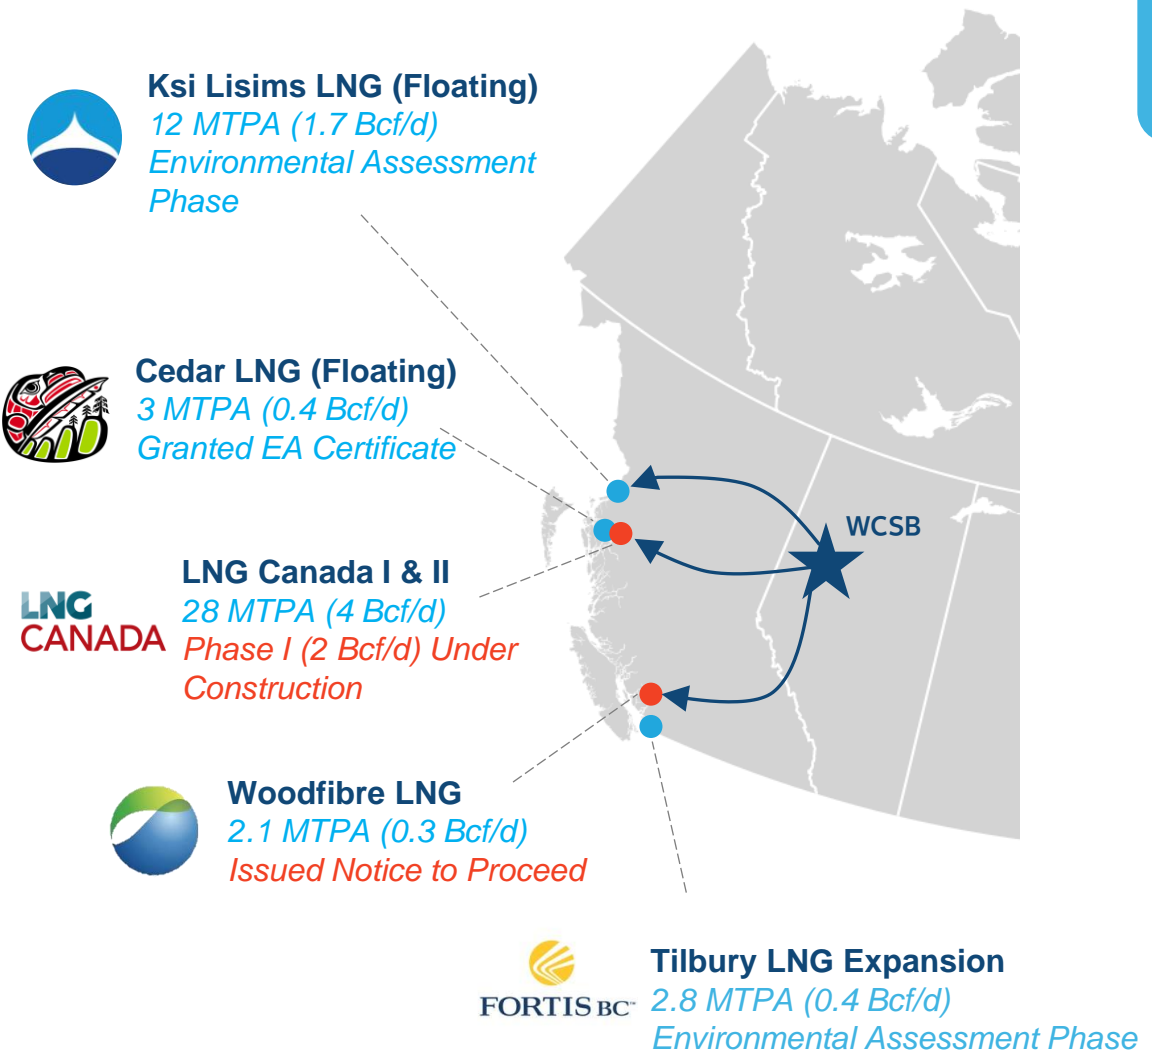 Ksi Lisims LNG (Floating)
12 MTPA (1.7 Bcf/d)
Environmental Assessment
Phase
Cedar LNG (Floating)
3 MTPA (0.4 Bcf/d)
Granted EA Certificate
WCSB
LNG Canada I & II
28 MTPA (4 Bcf/d)
Phase I (2 Bcf/d) Under
Construction
LNG
CANADA
Woodfibre LNG
2.1 MTPA (0.3 Bcf/d)
Issued Notice to Proceed
FORTIS BC™
Tilbury LNG Expansion
2.8 MTPA (0.4 Bcf/d)
Environmental Assessment Phase